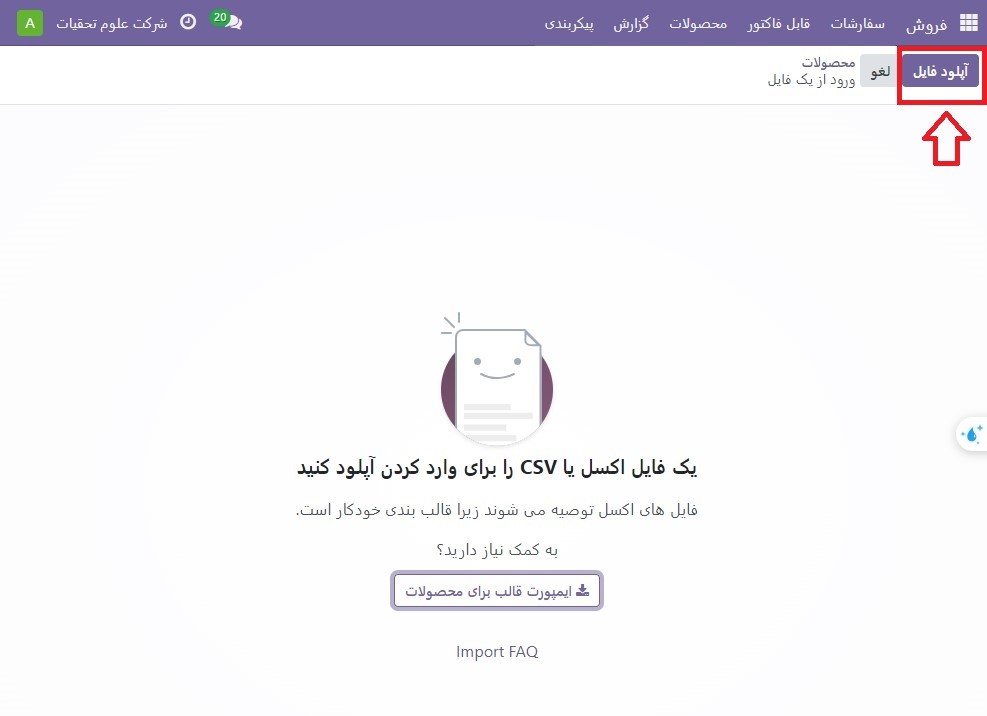 فروش سفارشات قابل فاکتور محصولات گزارش پیکربندی 20 شرکت علوم تحقیات A
آپلود فایل لغو محصولات
ورود از یک فایل
یک فایل اکسل یا CSV را برای وارد کردن آپلود کنید
فایل های اکسل توصیه می شوند زیرا قالب بندی خودکار است.
به کمک نیاز دارید؟
ایمپورت قالب برای محصولات
Import FAQ